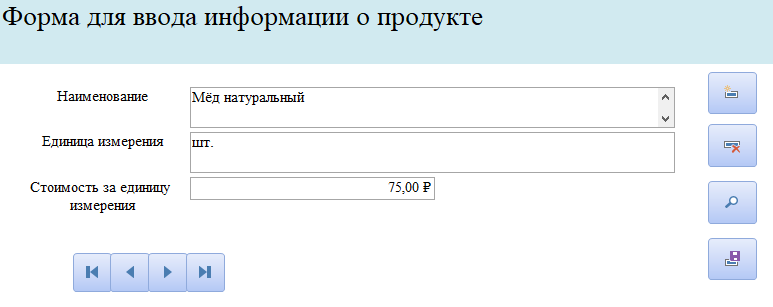 Форма для ввода информации о продукте
Наименование
Мёд натуральный
Единица измерения
шт.
Стоимость за единицу
измерения
75,00 ₽